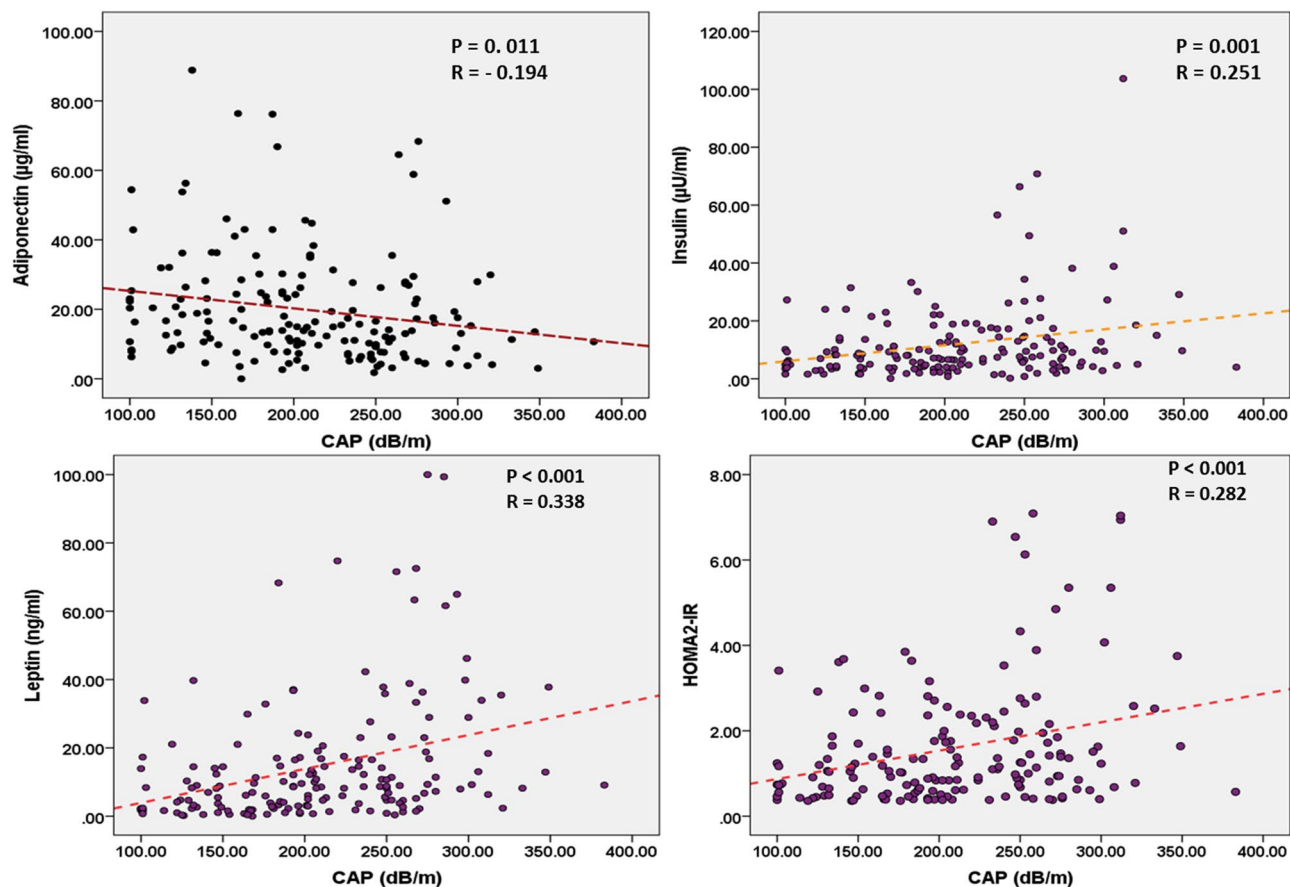 P = 0. 011
R = - 0.194
Adiponectin (µg/ml)
100.00
80.00
60.00
40.00
20.00
.00
100.00 150.00 200.00 250.00 300.00 350.00 400.00
CAP (dB/m)
P = 0.001
R = 0.251
Insulin (µU/ml)
120.00
100.00
80.00
60.00
40.00
20.00
.00
100.00 150.00 200.00 250.00 300.00 350.00 400.00
CAP (dB/m)
P < 0.001
R = 0.338
Leptin (ng/ml)
100.00
80.00
60.00
40.00
20.00
.00
100.00 150.00 200.00 250.00 300.00 350.00 400.00
CAP (dB/m)
P < 0.001
R = 0.282
HOMA2-IR
8.00
6.00
4.00
2.00
.00
100.00 150.00 200.00 250.00 300.00 350.00 400.00
CAP (dB/m)